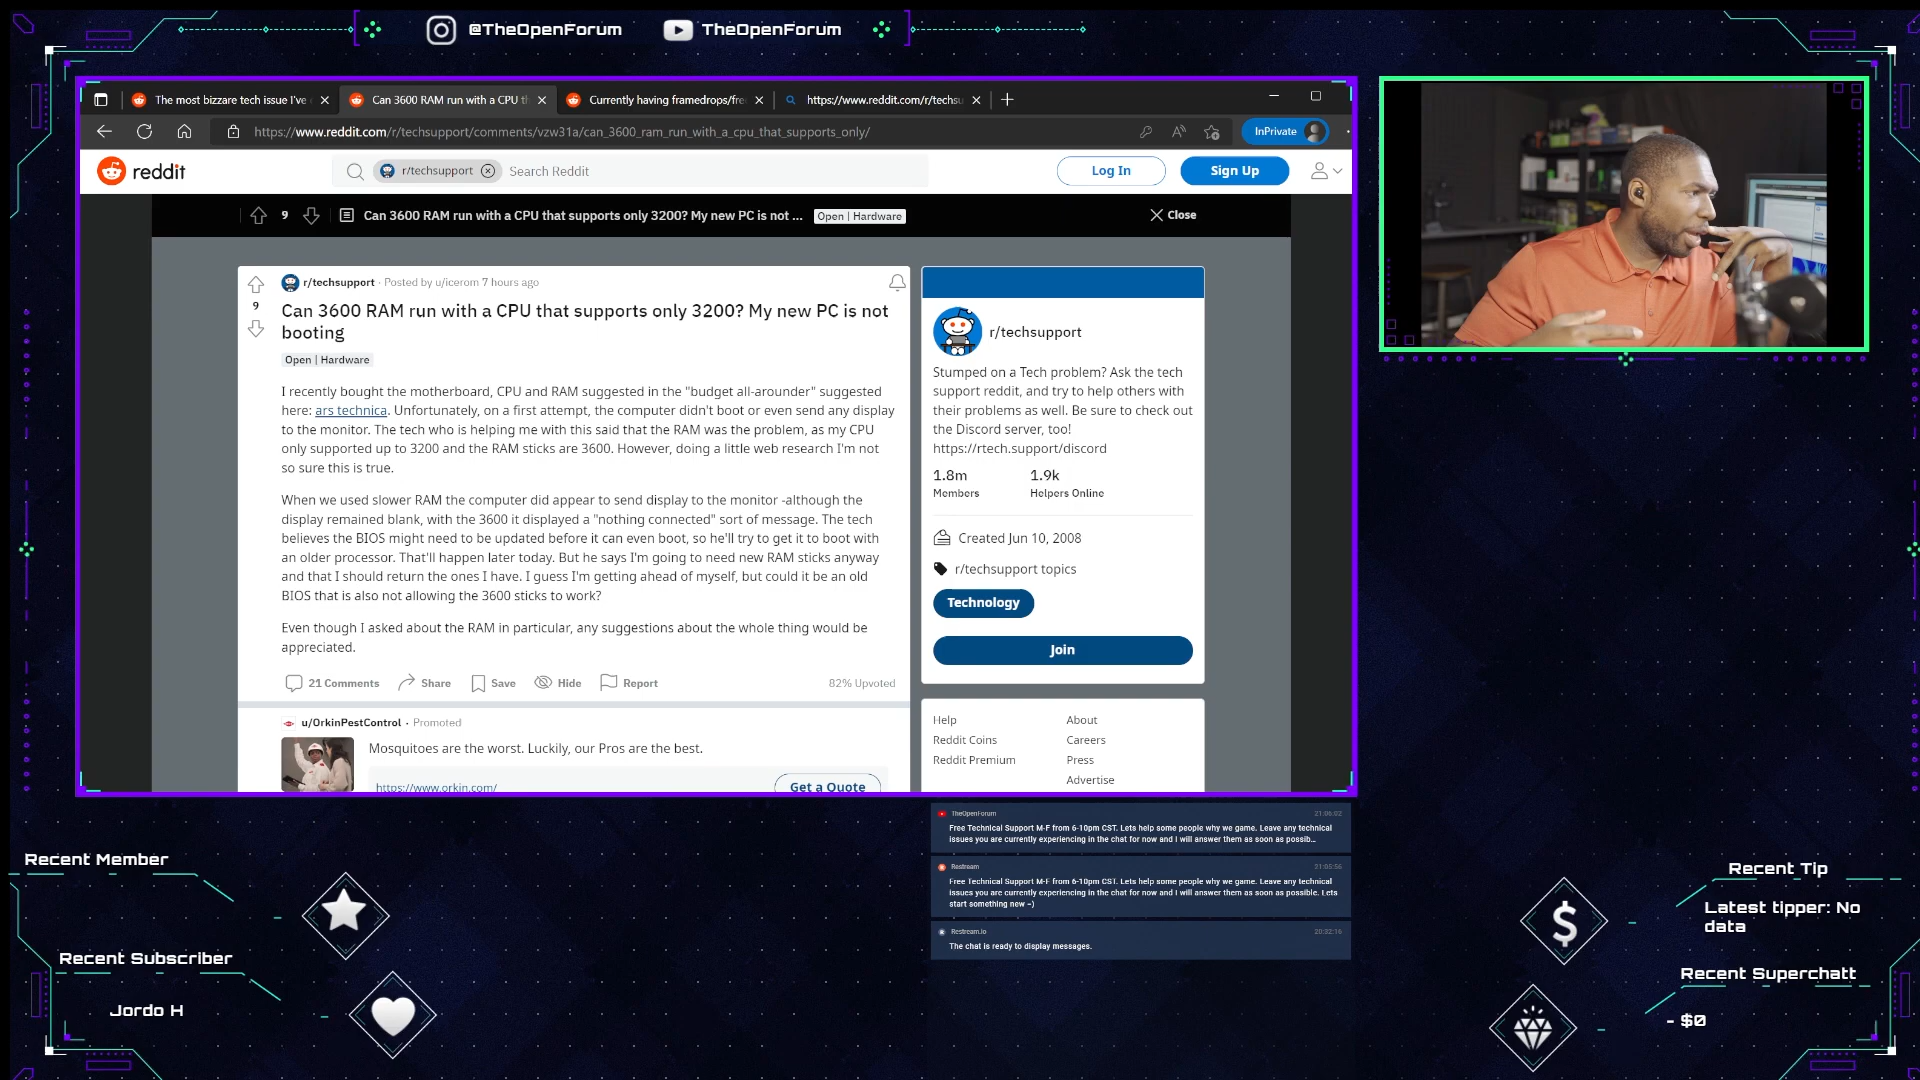 @TheOpenForum
TheOpenForum
The most bizzare tech issue I've
Can 3600 RAM run with a CPU th
Currently having framedrops/fre
https://www.reddit.com/r/techsu
https://www.reddit.com/r/techsupport/comments/vzw31a/can_3600_ram_run_with_a_cpu_that_supports_only/
InPrivate
reddit
r/techsupport
Search Reddit
Log In
Sign Up
9
Can 3600 RAM run with a CPU that supports only 3200? My new PC is not ...
Open | Hardware
Close
r/techsupport · Posted by u/icerom 7 hours ago
9
Can 3600 RAM run with a CPU that supports only 3200? My new PC is not
booting
Open | Hardware
I recently bought the motherboard, CPU and RAM suggested in the "budget all-arounder" suggested
here: ars technica. Unfortunately, on a first attempt, the computer didn't boot or even send any display
to the monitor. The tech who is helping me with this said that the RAM was the problem, as my CPU
only supported up to 3200 and the RAM sticks are 3600. However, doing a little web research I'm not
so sure this is true.
When we used slower RAM the computer did appear to send display to the monitor -although the
display remained blank, with the 3600 it displayed a "nothing connected" sort of message. The tech
believes the BIOS might need to be updated before it can even boot, so he'll try to get it to boot with
an older processor. That'll happen later today. But he says I'm going to need new RAM sticks anyway
and that I should return the ones I have. I guess I'm getting ahead of myself, but could it be an old
BIOS that is also not allowing the 3600 sticks to work?
Even though I asked about the RAM in particular, any suggestions about the whole thing would be
appreciated.
21 Comments
Share
Save
Hide
Report
82% Upvoted
u/OrkinPestControl · Promoted
Mosquitoes are the worst. Luckily, our Pros are the best.
https://www.orkin.com/
Get a Quote
r/techsupport
Stumped on a Tech problem? Ask the tech
support reddit, and try to help others with
their problems as well. Be sure to check out
the Discord server, too!
https://rtech.support/discord
1.8m
1.9k
Members
Helpers Online
Created Jun 10, 2008
r/techsupport topics
Technology
Join
Help
About
Reddit Coins
Careers
Reddit Premium
Press
Advertise
TheOpenForum
21:06:02
Free Technical Support M-F from 6-10pm CST. Lets help some people why we game. Leave any technical
issues you are currently experiencing in the chat for now and I will answer them as soon as possib...
Restream
21:05:56
Free Technical Support M-F from 6-10pm CST. Lets help some people why we game. Leave any technical
issues you are currently experiencing in the chat for now and I will answer them as soon as possible. Lets
start something new =)
Restream.io
20:32:16
The chat is ready to display messages.
Recent Member
Recent Subscriber
Jordo H
Recent Tip
Latest tipper: No
data
Recent Superchatt
- $0